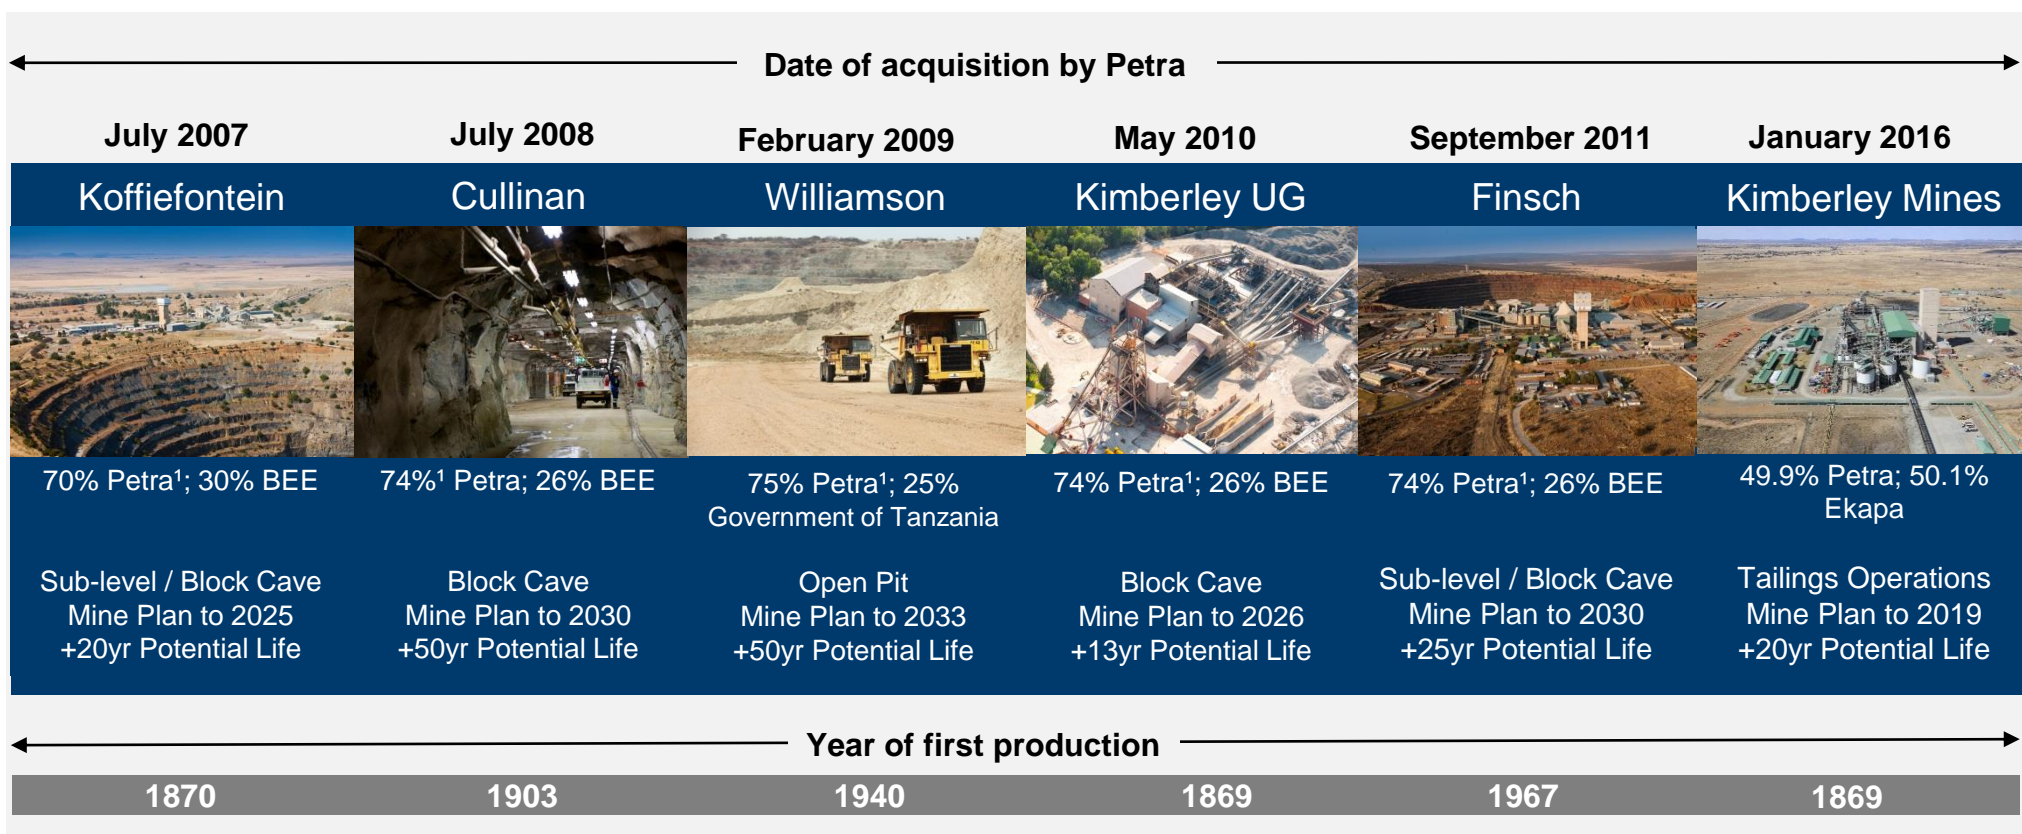 Date of acquisition by Petra
July 2007
July 2008
February 2009
May 2010
September 2011
January 2016
Koffiefontein
Cullinan
Williamson
Kimberley UG
Finsch
Kimberley Mines
70% Petra¹; 30% BEE
74%¹ Petra; 26% BEE
75% Petra¹; 25%
Government of Tanzania
74% Petra¹; 26% BEE
74% Petra¹; 26% BEE
49.9% Petra; 50.1%
Ekapa
Sub-level / Block Cave
Mine Plan to 2025
+20yr Potential Life
Block Cave
Mine Plan to 2030
+50yr Potential Life
Open Pit
Mine Plan to 2033
+50yr Potential Life
Block Cave
Mine Plan to 2026
+13yr Potential Life
Sub-level / Block Cave
Mine Plan to 2030
+25yr Potential Life
Tailings Operations
Mine Plan to 2019
+20yr Potential Life
Year of first production
1870
1903
1940
1869
1967
1869